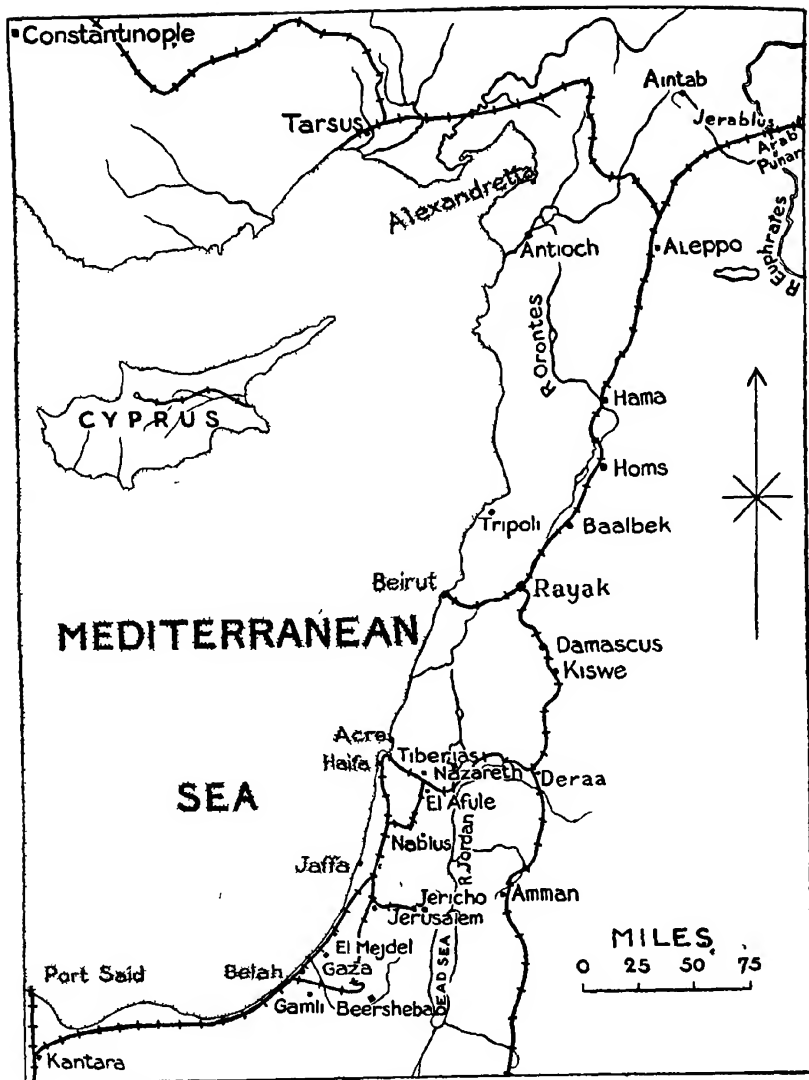 Constantinople
Aintab
Jerablus
Tarsus
Arab
Punar
Alexandretta
R Euphrates
Antioch
ALEPPO
R Orontes
Hama
CYPRUS
Homs
Tripoli
Baalbek
Beirut
Rayak
MEDITERRANEAN
Damascus
Kiswe
Acre
Tiberias
Haifa
Nazareth
Deraa
SEA
El Afule
R. Jordan
Nablus
Jaffa
Jericho
Amman
Jerusalem
El Mejdel
MILES
Port Said
Belah
Gaza
DEAD SEA
0 25 50 75
Gamli
Beersheba
Kantara